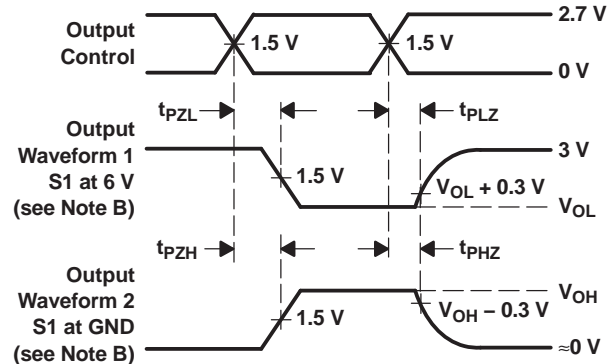 Output
Control
1.5 V
1.5 V
2.7 V
0 V
tPZL
tPLZ
Output
Waveform 1
S1 at 6 V
(see Note B)
1.5 V
3 V
VOL + 0.3 V
VOL
tPZH
tPHZ
Output
Waveform 2
S1 at GND
(see Note B)
1.5 V
VOH
VOH − 0.3 V
≈0 V